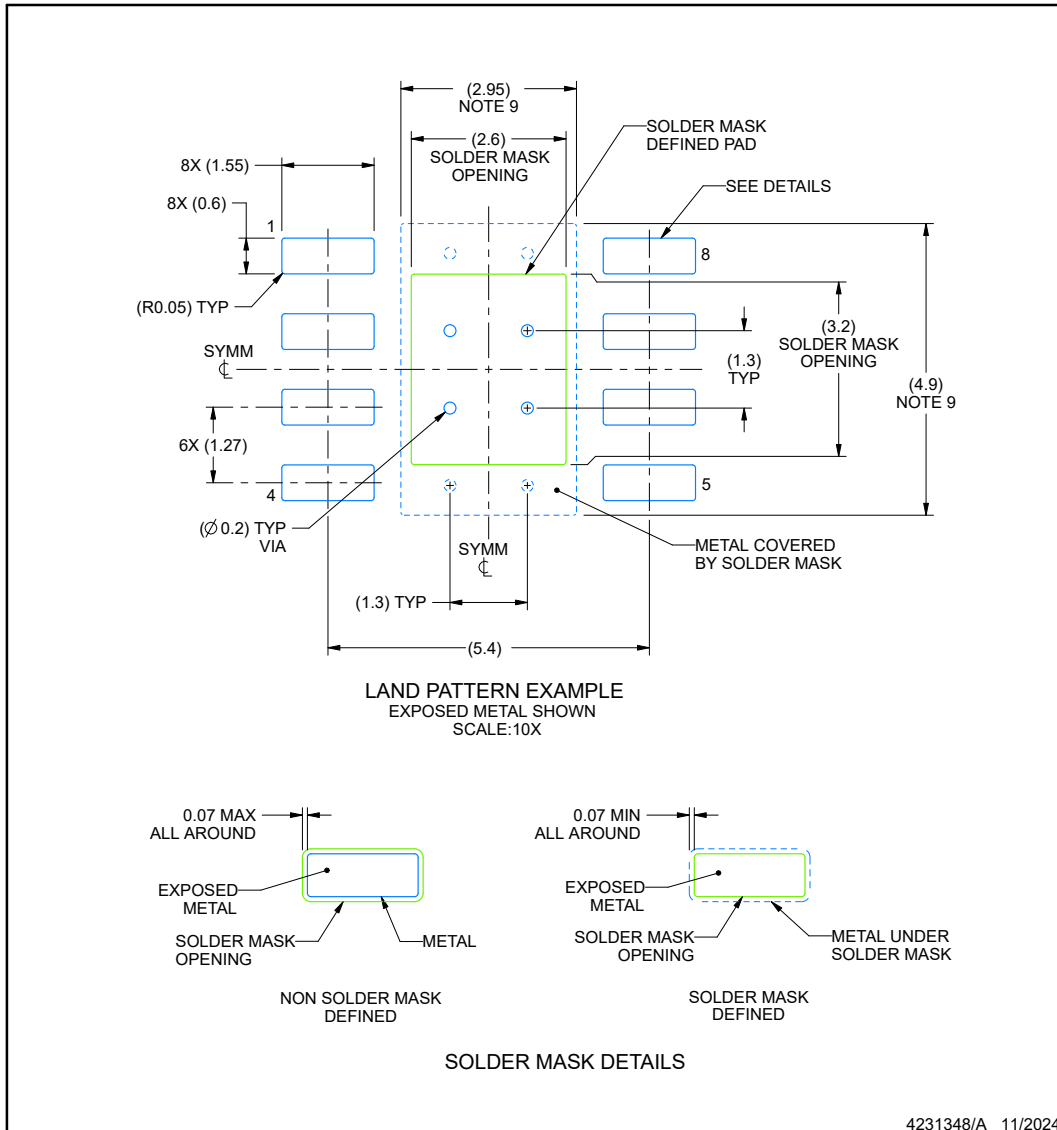 (2.95)
NOTE 9
(2.6)
SOLDER MASK
OPENING
SOLDER MASK
DEFINED PAD
8X (1.55)
SEE DETAILS
8X (0.6)
1
8
(R0.05) TYP
SYMM
℄
(3.2)
SOLDER MASK
OPENING
(1.3)
TYP
(4.9)
NOTE 9
6X (1.27)
4
5
(Ø 0.2) TYP
VIA
SYMM
℄
METAL COVERED
BY SOLDER MASK
(1.3) TYP
(5.4)
LAND PATTERN EXAMPLE
EXPOSED METAL SHOWN
SCALE:10X
0.07 MAX
ALL AROUND
EXPOSED
METAL
SOLDER MASK
OPENING
METAL
NON SOLDER MASK
DEFINED
0.07 MIN
ALL AROUND
EXPOSED
METAL
SOLDER MASK
OPENING
METAL UNDER
SOLDER MASK
SOLDER MASK
DEFINED
SOLDER MASK DETAILS
4231348/A 11/2024